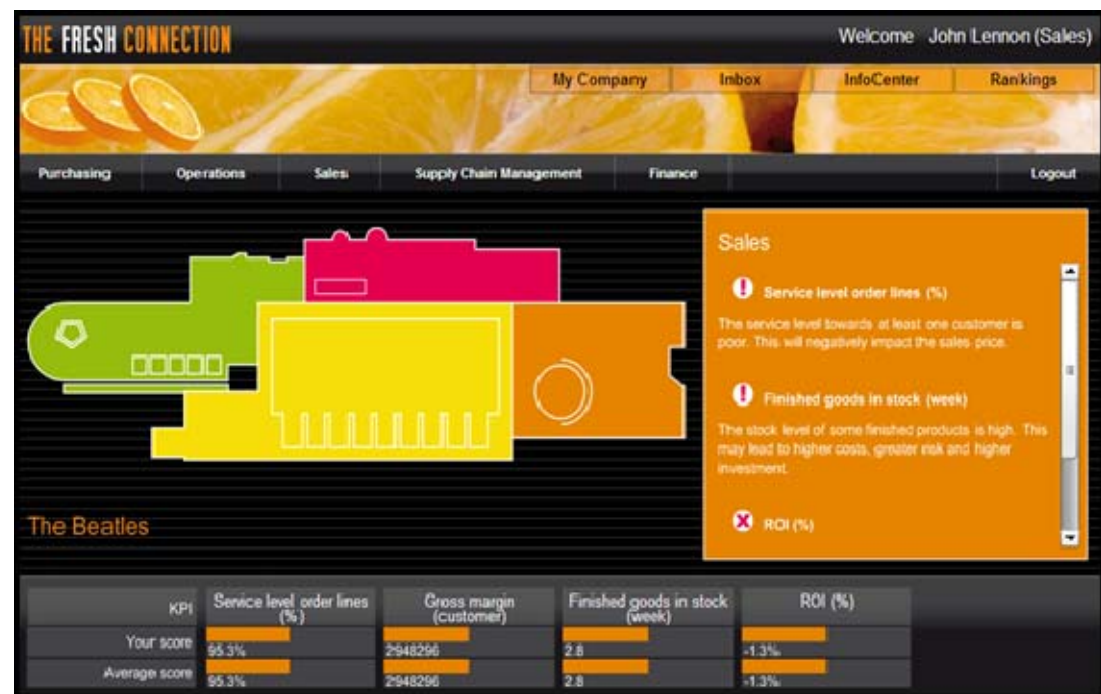 THE FRESH CONNECTION
Welcome John Lennon (Sales)
My Company Inbox InfoCenter Rankings
Purchasing Operations Sales Supply Chain Management Finance Logout
Sales
Service level order lines (%)
The service level towards at least one customer is
poor. This will negatively impact the sales price.
Finished goods in stock (week)
The stock level of some finished products is high. This
may lead to higher costs, greater risk and higher
investment.
ROI (%)
The Beatles
KPI Service level order lines (%) Gross margin (customer) Finished goods in stock (week) ROI (%)
Your score 95.3% 2948296 2.8 -1.3%
Average score 95.3% 2948296 2.8 -1.3%